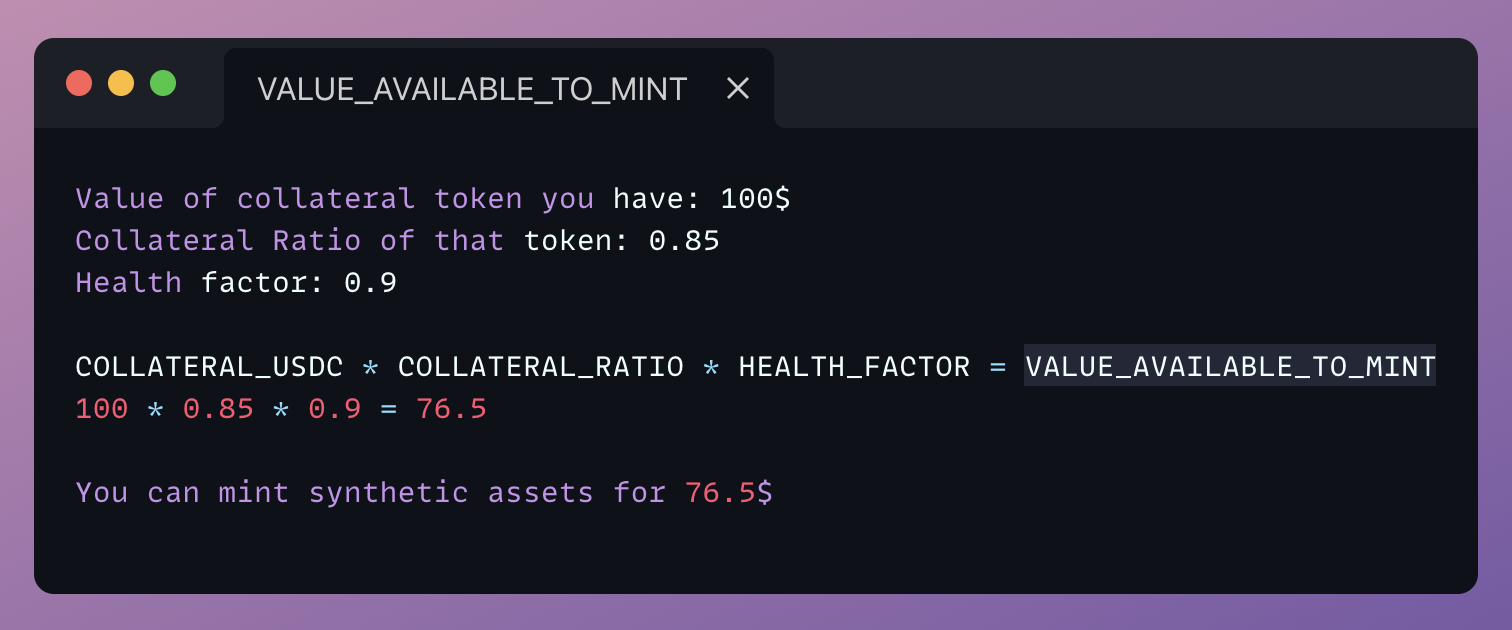 VALUE_AVAILABLE_TO_MINT
Value of collateral token you have: 100$
Collateral Ratio of that token: 0.85
Health factor: 0.9
COLLATERAL_USDC * COLLATERAL_RATIO * HEALTH_FACTOR = VALUE_AVAILABLE_TO_MINT
100 * 0.85 * 0.9 = 76.5
You can mint synthetic assets for 76.5$